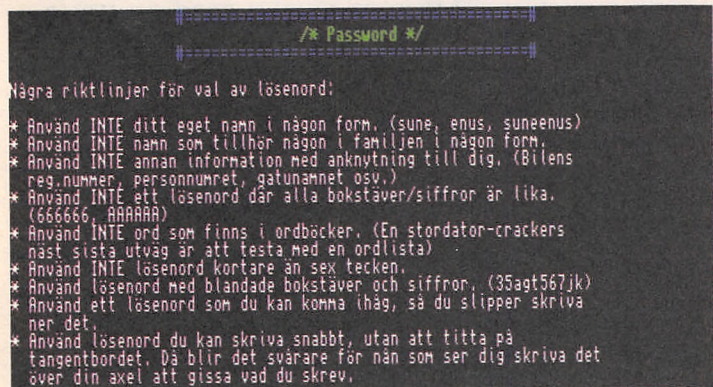 /* Password */
Några riktlinjer för val av lösenord:
* Använd INTE ditt eget namn i någon form. (sune, enus, suneenus)
* Använd INTE namn som tillhör någon i familjen i någon form.
* Använd INTE annan information med anknytning till dig. (Bilens
reg.nummer, personnumret, gatunamnet osv.)
* Använd INTE ett lösenord där alla bokstäver/siffror är lika.
(666666, AAAAAA)
* Använd INTE ord som finns i ordböcker. (En stordator-crackers
näst sista utväg är att testa med en ordlista)
* Använd INTE lösenord kortare än sex tecken.
* Använd lösenord med blandade bokstäver och siffror. (35agt567jk)
* Använd ett lösenord som du kan komma ihåg, så du slipper skriva
ner det.
* Använd lösenord du kan skriva snabbt, utan att titta på
tangentbordet. Då blir det svårare för nån som ser dig skriva det
över din axel att gissa vad du skrev.